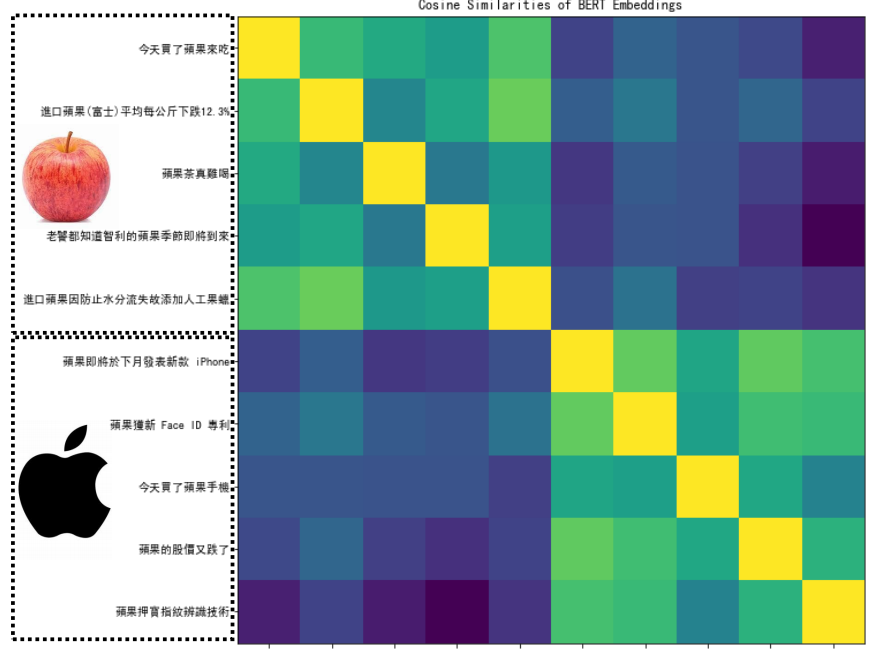 Cosine Similarities of BERT Embeddings
今天買了蘋果來吃
進口蘋果(富士)平均每公斤下跌12.3%
蘋果茶真難喝
老饕都知道智利的蘋果季節即將到來
進口蘋果因防止水分流失故添加人工果蠟
蘋果即將於下月發表新款 iPhone
蘋果獲新 Face ID 專利
今天買了蘋果手機
蘋果的股價又跌了
蘋果押寶指紋辨識技術